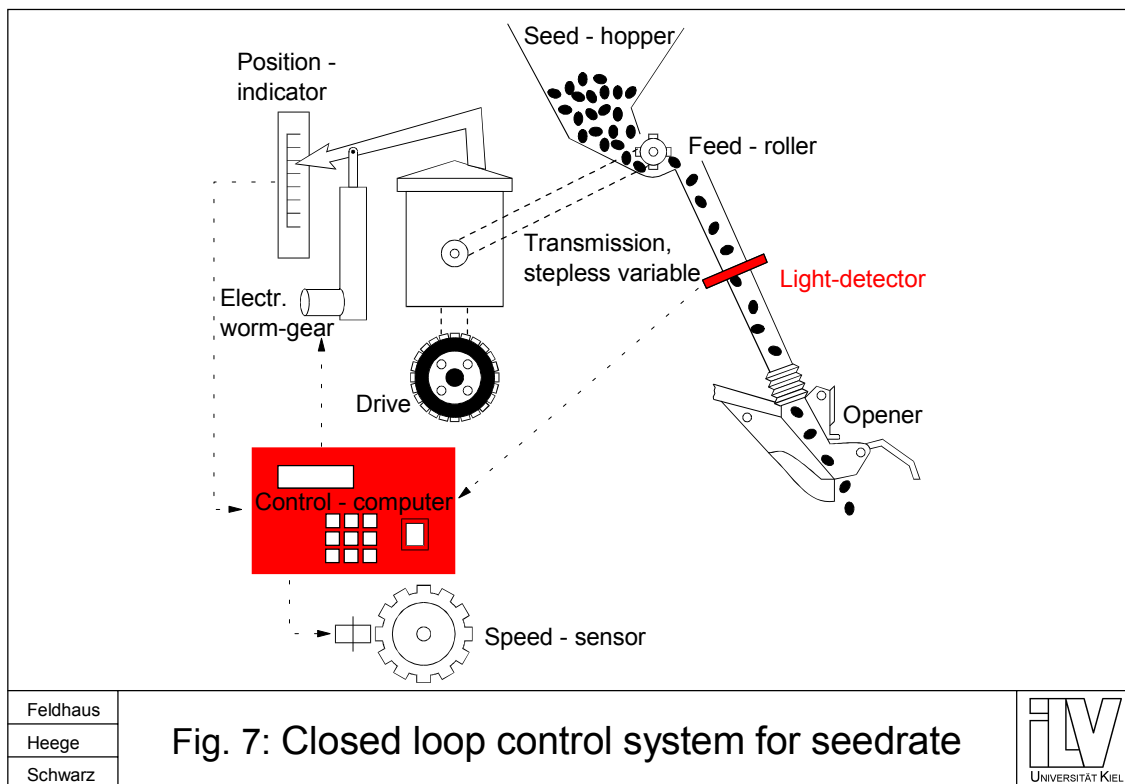 Seed - hopper
Position -
indicator
Feed - roller
Transmission,
stepless variable
Light-detector
Electr.
worm-gear
Drive
Opener
Control - computer
Speed - sensor
Feldhaus
Heege
Schwarz
Fig. 7: Closed loop control system for seedrate
iLV
UNIVERSITÄT KIEL